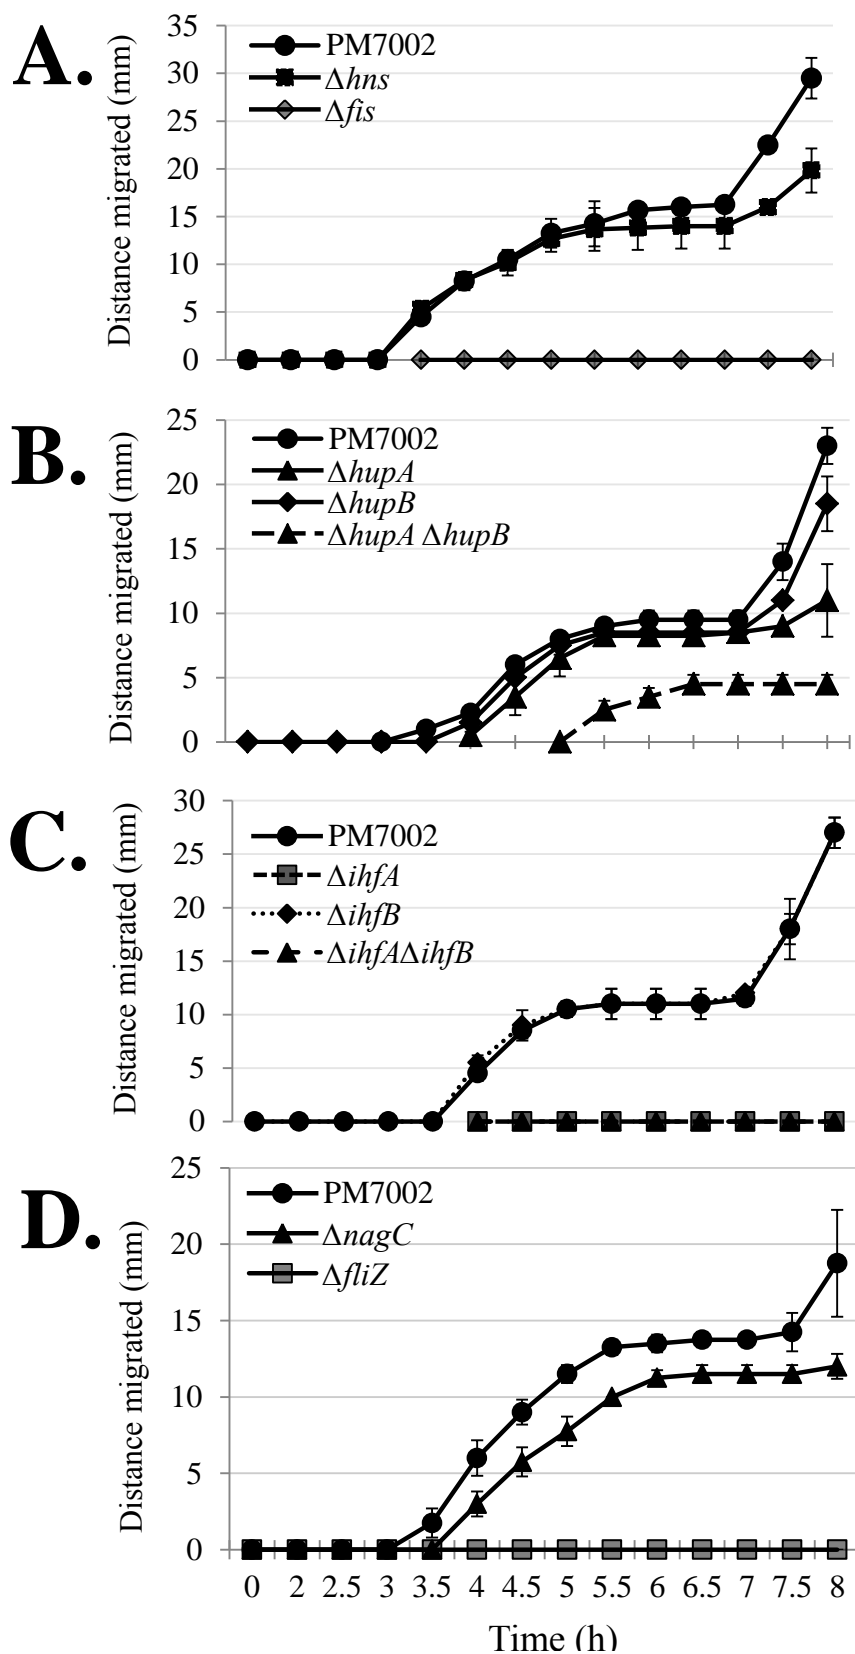 A.
Distance migrated (mm)
35
30
25
20
15
10
5
0
PM7002
Δhns
Δfis
B.
Distance migrated (mm)
25
20
15
10
5
0
PM7002
ΔhupA
ΔhupB
ΔhupA ΔhupB
C.
Distance migrated (mm)
30
25
20
15
10
5
0
PM7002
ΔihfA
ΔihfB
ΔihfAΔihfB
D.
Distance migrated (mm)
25
20
15
10
5
0
PM7002
ΔnagC
ΔfliZ
0 2 2.5 3 3.5 4 4.5 5 5.5 6 6.5 7 7.5 8
Time (h)